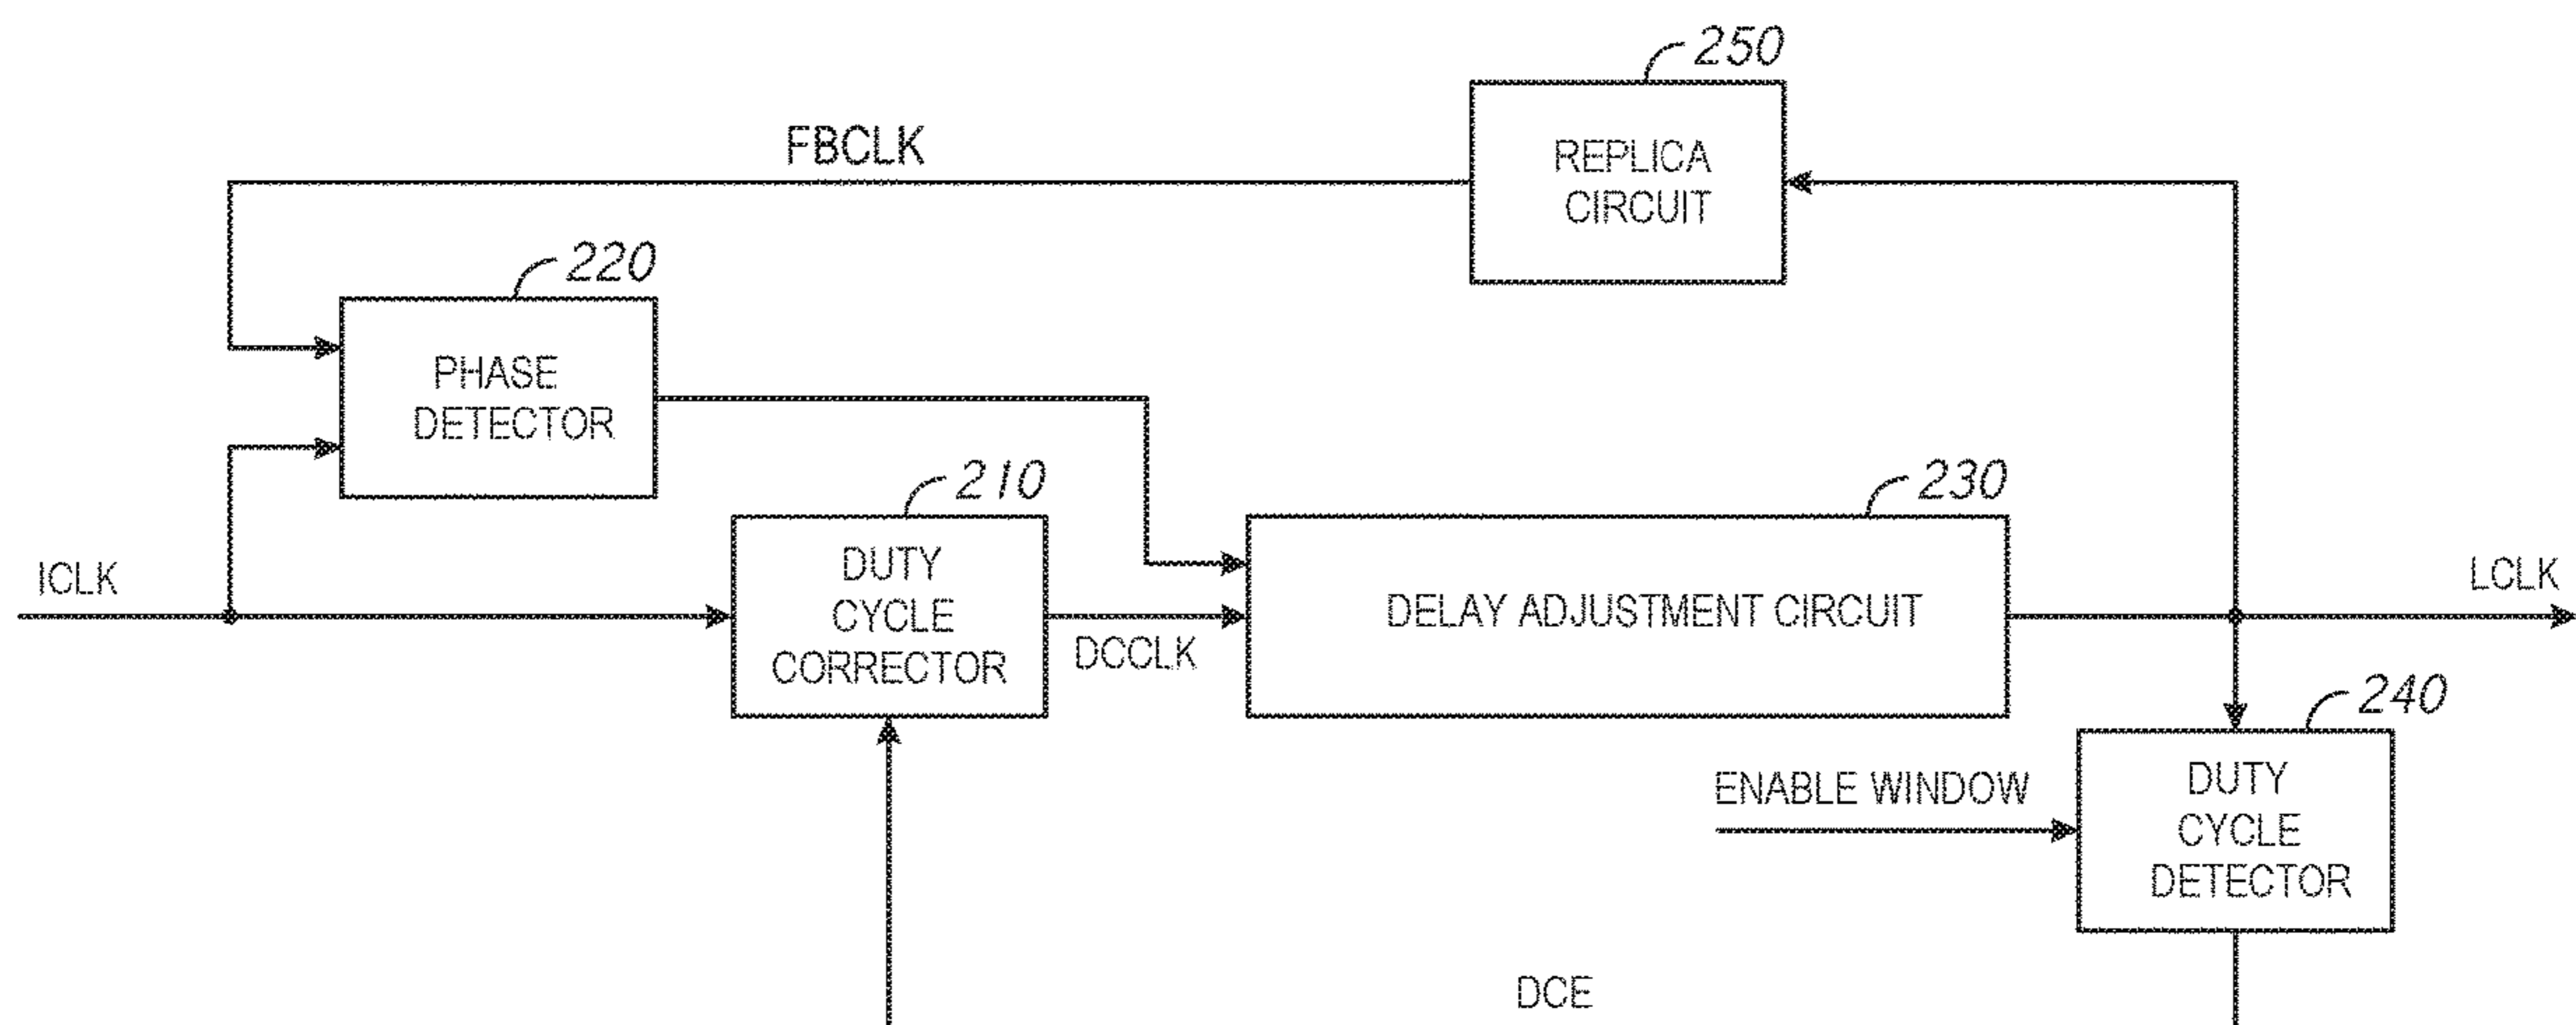 250
REPLICA
CIRCUIT
FBCLK
220
PHASE
DETECTOR
210
DUTY
CYCLE
CORRECTOR
230
DELAY ADJUSTMENT CIRCUIT
ICLK
DCCLK
LCLK
240
ENABLE WINDOW
DUTY
CYCLE
DETECTOR
DCE